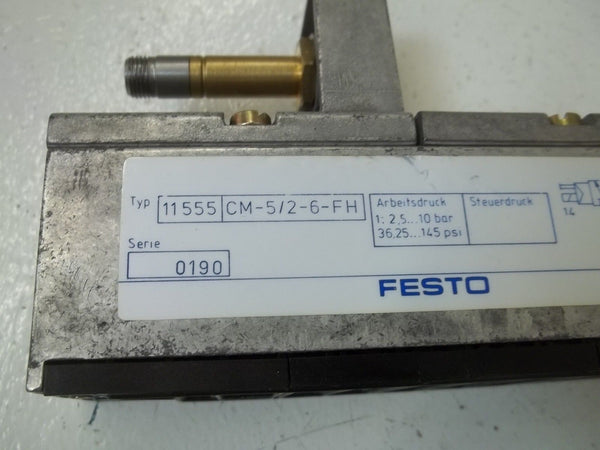 Typ 11555 CM-5/2-6-FH
Arbeitsdruck
1: 2,5...10 bar
36,25...145 psi
Steuerdruck
14
Serie
0190
FESTO